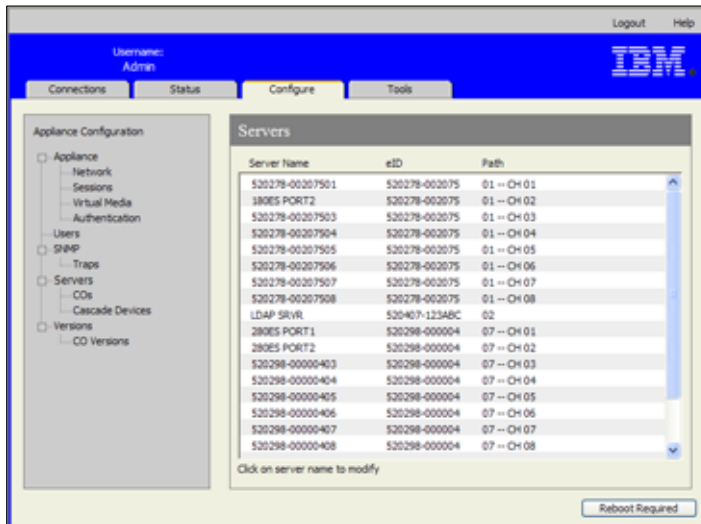 Logout Help
Username:
Admin
IBM.
Connections Status Configure Tools
Appliance Configuration
Appliance
Network
Sessions
Virtual Media
Authentication
Users
SNMP
Traps
Servers
COs
Cascade Devices
Versions
CO Versions
Servers
Server Name eID Path
520278-00207501 520278-002075 01 -- CH 01
180ES PORT2 520278-002075 01 -- CH 02
520278-00207503 520278-002075 01 -- CH 03
520278-00207504 520278-002075 01 -- CH 04
520278-00207505 520278-002075 01 -- CH 05
520278-00207506 520278-002075 01 -- CH 06
520278-00207507 520278-002075 01 -- CH 07
520278-00207508 520278-002075 01 -- CH 08
LDAP SRVR 520407-123ABC 02
280ES PORT1 520298-000004 07 -- CH 01
280ES PORT2 520298-000004 07 -- CH 02
520298-00000403 520298-000004 07 -- CH 03
520298-00000404 520298-000004 07 -- CH 04
520298-00000405 520298-000004 07 -- CH 05
520298-00000406 520298-000004 07 -- CH 06
520298-00000407 520298-000004 07 -- CH 07
520298-00000408 520298-000004 07 -- CH 08
Click on server name to modify
Reboot Required